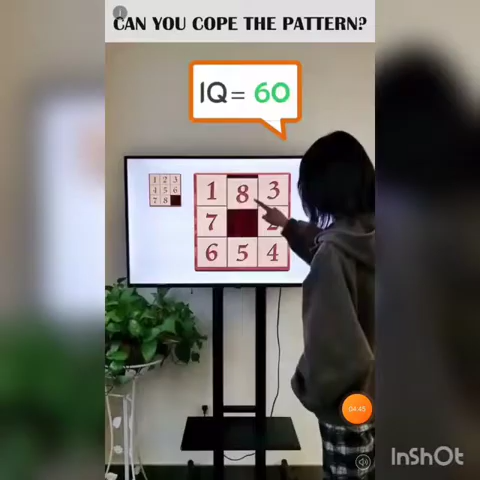 CAN YOU COPE THE PATTERN?
IQ= 60
1 2 3
4 5 6
7 8
1 8 3
7 2
6 5 4
04:45
InShOt